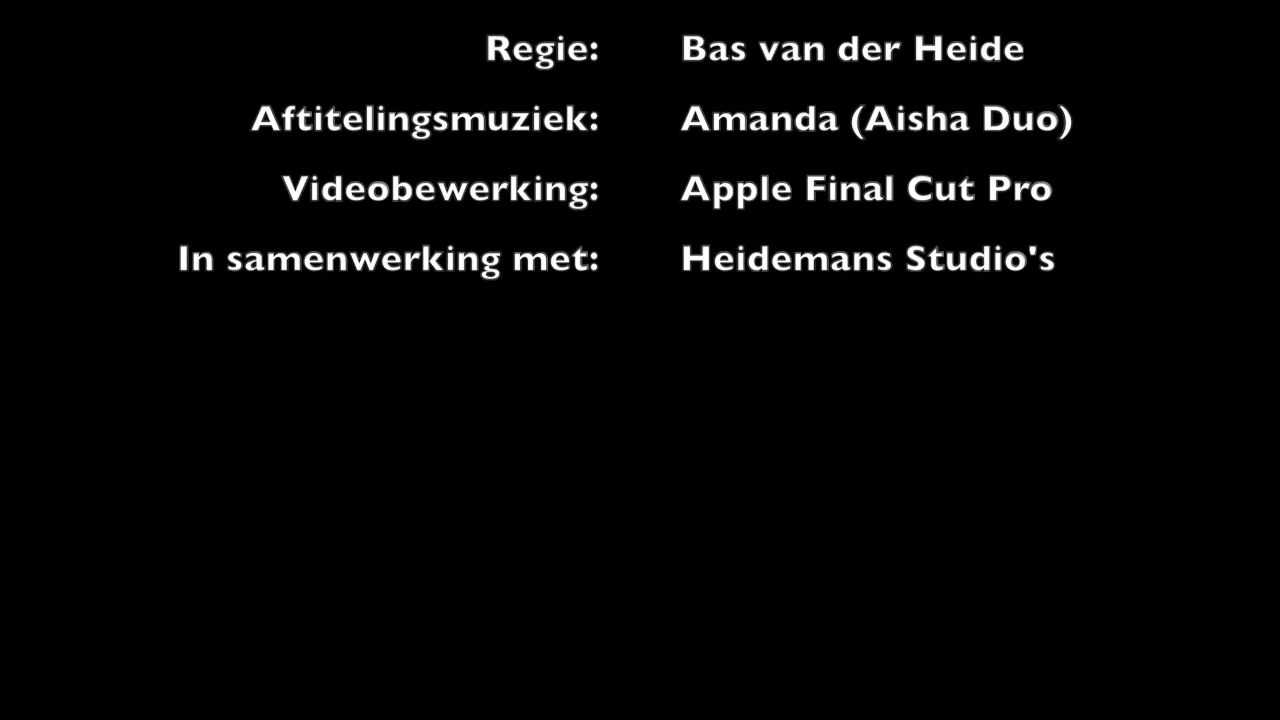 Regie: Bas van der Heide
Aftitelingsmuziek: Amanda (Aisha Duo)
Videobewerking: Apple Final Cut Pro
In samenwerking met: Heidemans Studio's